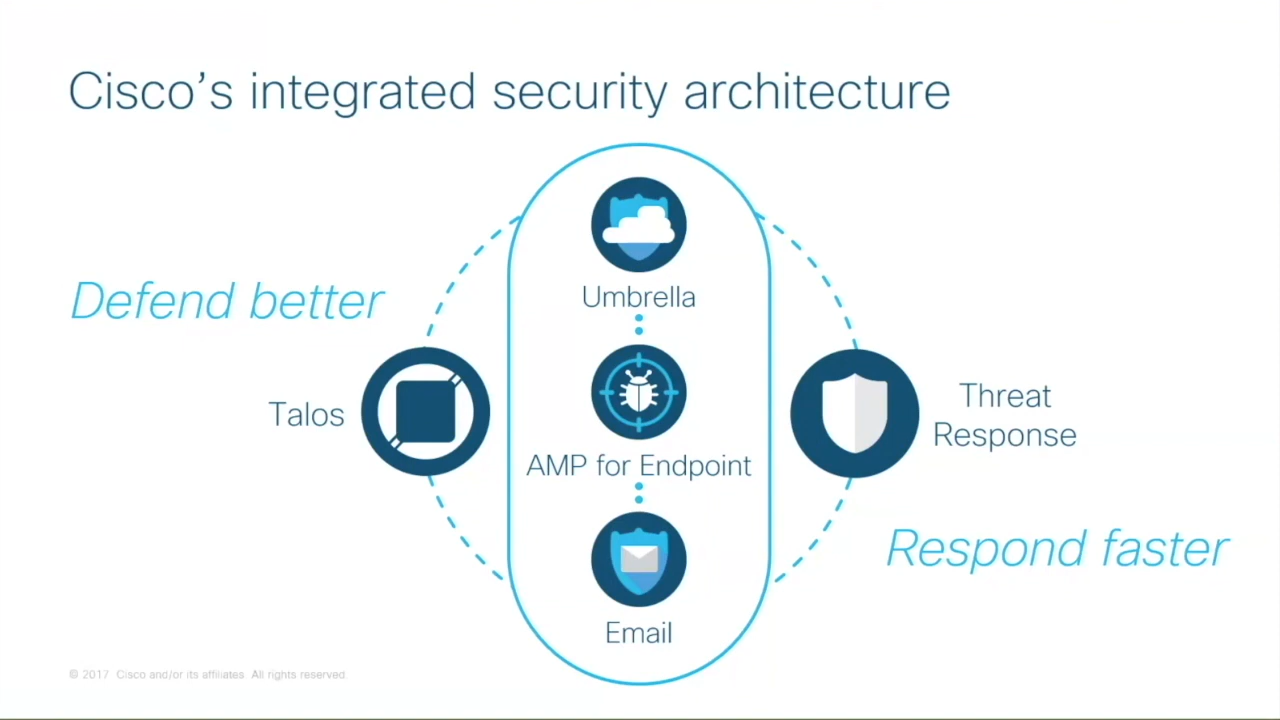 Cisco's integrated security architecture
Defend better
Umbrella
Talos
AMP for Endpoint
Threat
Response
Respond faster
Email
© 2017 Cisco and/or its affiliates. All rights reserved.